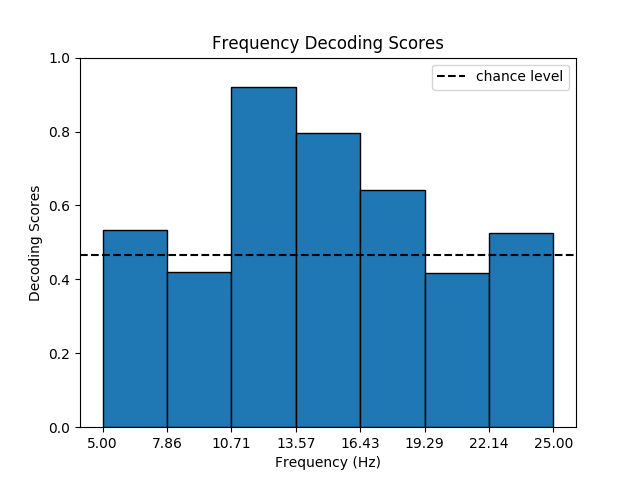 Frequency Decoding Scores
1.0
chance level
0.8
0.6
0.4
0.2
0.0
Decoding Scores
5.00 7.86 10.71 13.57 16.43 19.29 22.14 25.00
Frequency (Hz)